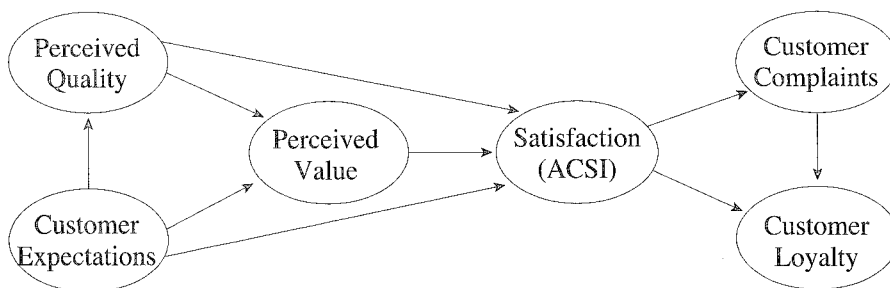 Perceived
Quality
Customer
Complaints
Perceived
Value
Satisfaction
(ACSI)
Customer
Expectations
Customer
Loyalty